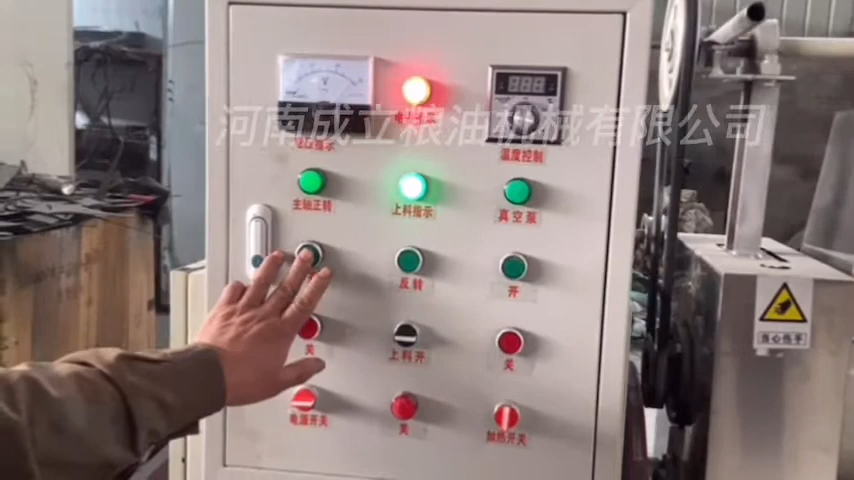 河南成立粮油机械有限公司
电源指示
温度控制
主轴正转
上料指示
真空泵
反转
开
关
上料开
关
电源开关
关
加热开关
当心伤手